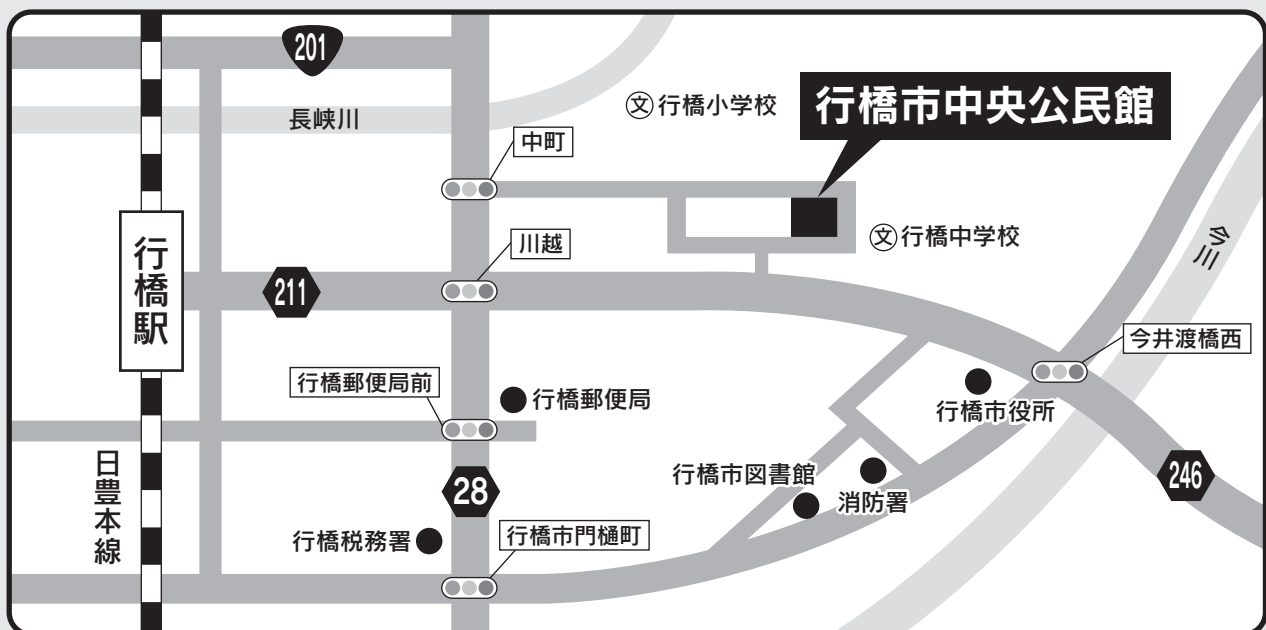 201
長峡川
文 行橋小学校
行橋市中央公民館
中町
川越
文 行橋中学校
今川
行橋駅
211
今井渡橋西
行橋郵便局前
行橋郵便局
行橋市役所
日豊本線
28
行橋市図書館
消防署
246
行橋税務署
行橋市門樋町